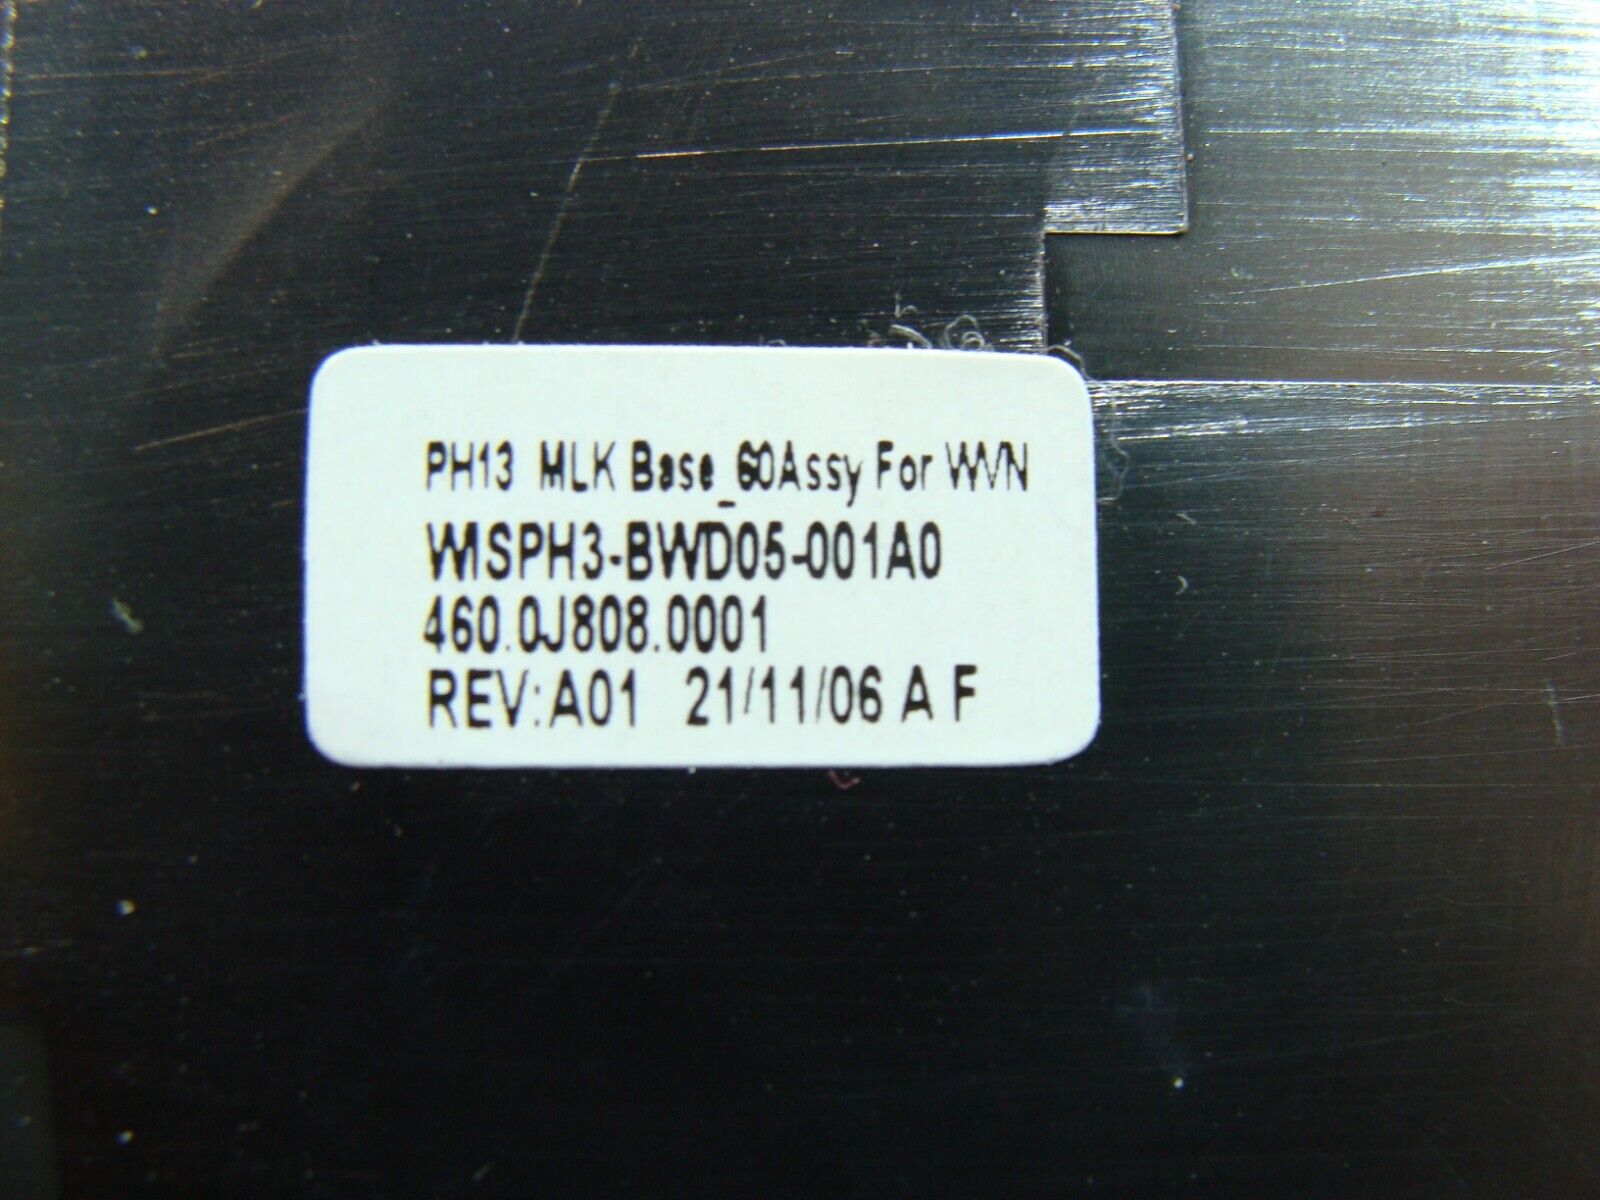 PH13 MLK Base_60Assy For WVN
WISPH3-BWD05-001A0
460.0J808.0001
REV:A01 21/11/06 A F